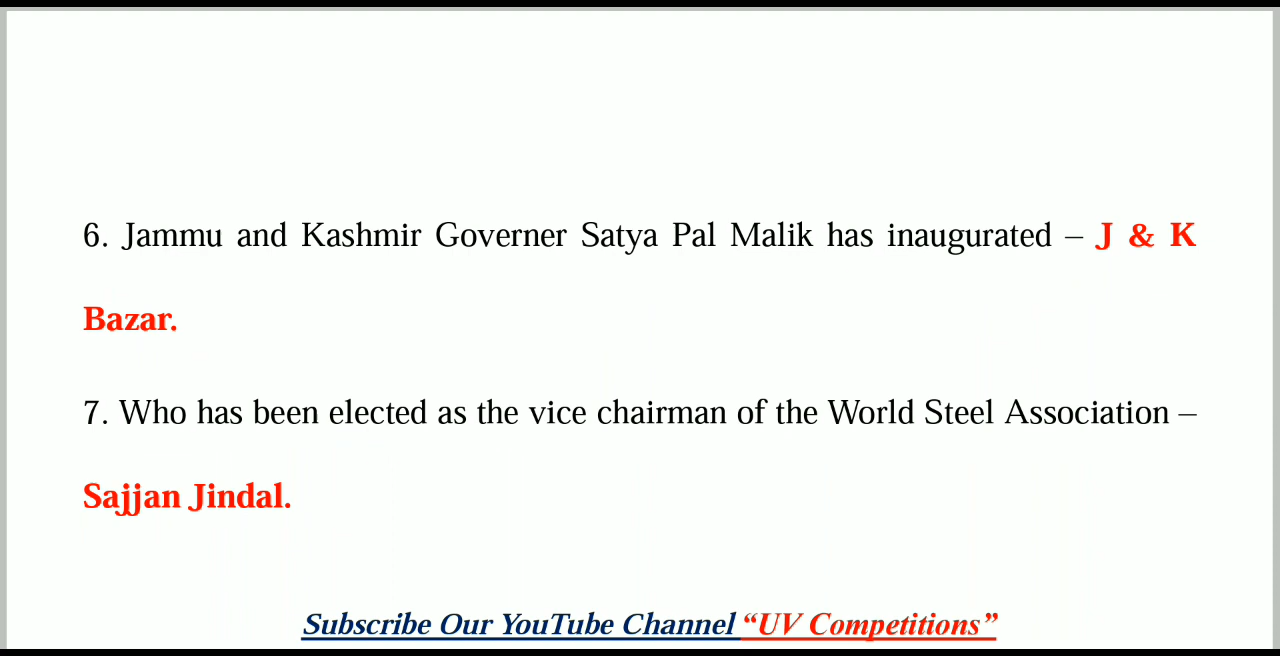 6. Jammu and Kashmir Governer Satya Pal Malik has inaugurated – J & K
Bazar.
7. Who has been elected as the vice chairman of the World Steel Association –
Sajjan Jindal.
Subscribe Our YouTube Channel “UV Competitions”